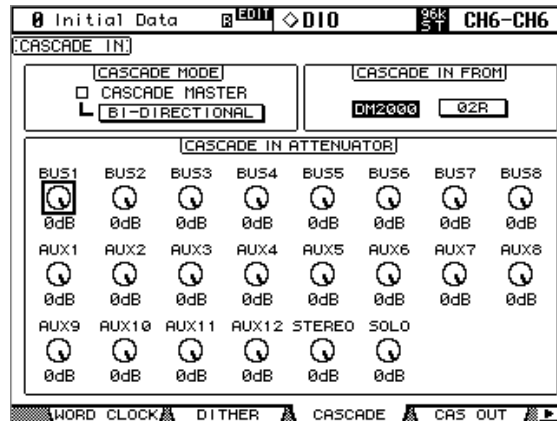 0 Initial Data R EDIT ◇DIO 96k ST CH6-CH6
CASCADE IN
CASCADE MODE
CASCADE MASTER
BI-DIRECTIONAL
CASCADE IN FROM
DM2000 02R
CASCADE IN ATTENUATOR
BUS1 BUS2 BUS3 BUS4 BUS5 BUS6 BUS7 BUS8
0dB 0dB 0dB 0dB 0dB 0dB 0dB 0dB
AUX1 AUX2 AUX3 AUX4 AUX5 AUX6 AUX7 AUX8
0dB 0dB 0dB 0dB 0dB 0dB 0dB 0dB
AUX9 AUX10 AUX11 AUX12 STEREO SOLO
0dB 0dB 0dB 0dB 0dB 0dB
WORD CLOCK DITHER CASCADE CAS OUT